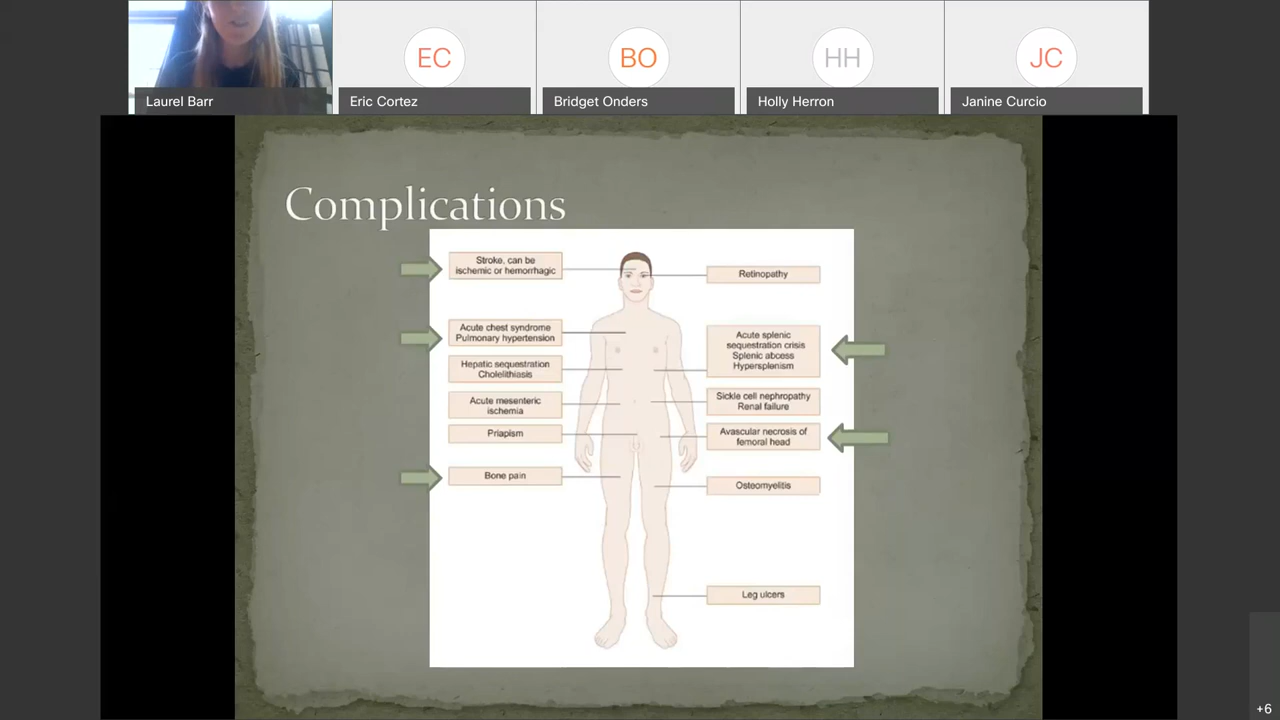 EC
BO
HH
JC
Laurel Barr
Eric Cortez
Bridget Onders
Holly Herron
Janine Curcio
Complications
Stroke, can be
ischemic or hemorrhagic
Retinopathy
Acute chest syndrome
Pulmonary hypertension
Acute splenic
sequestration crisis
Splenic abcess
Hypersplenism
Hepatic sequestration
Cholelithiasis
Acute mesenteric
ischemia
Sickle cell nephropathy
Renal failure
Priapism
Avascular necrosis of
femoral head
Bone pain
Osteomyelitis
Leg ulcers
+6